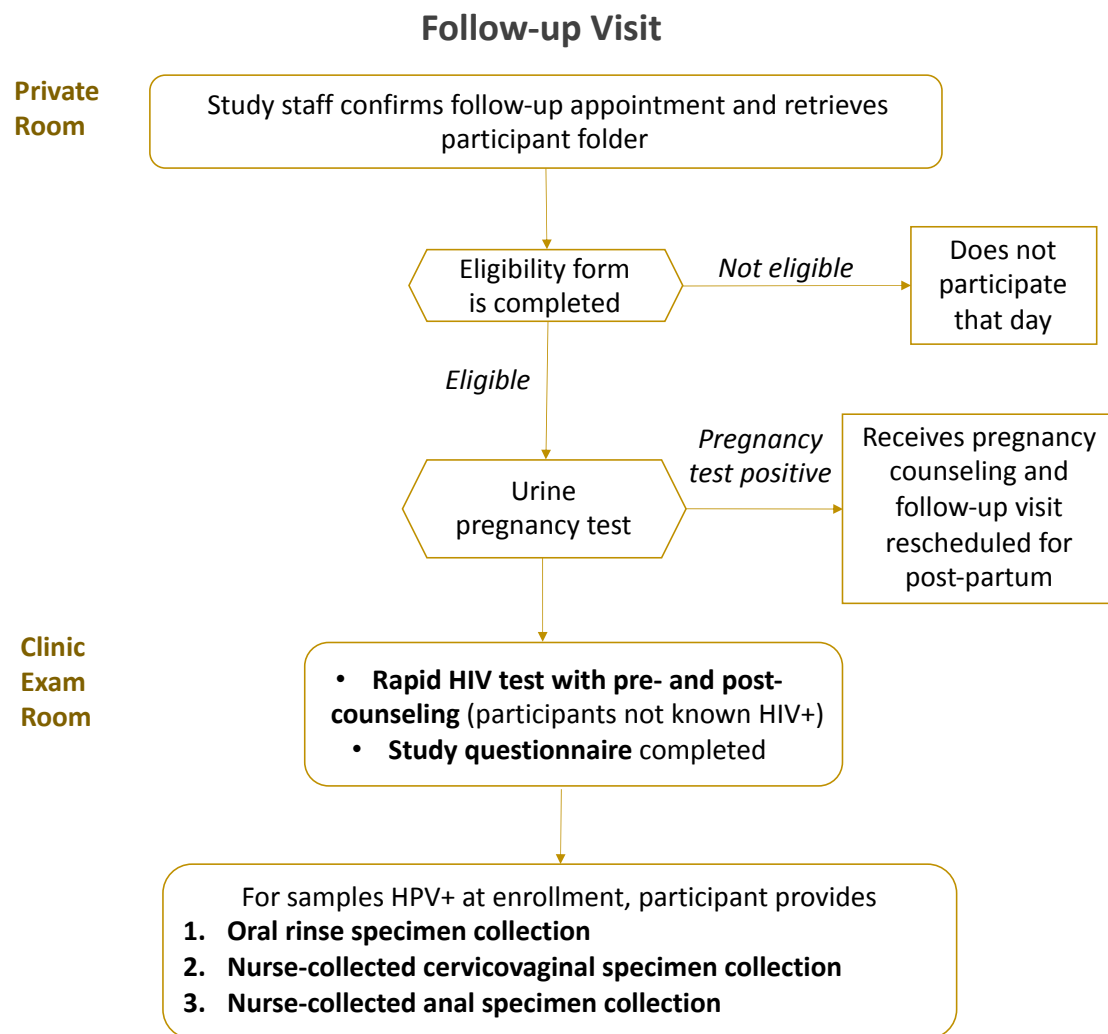 Follow-up Visit
Private
Room
Study staff confirms follow-up appointment and retrieves
participant folder
Eligibility form
is completed
Not eligible
Does not
participate
that day
Eligible
Urine
pregnancy test
Pregnancy
test positive
Receives pregnancy
counseling and
follow-up visit
rescheduled for
post-partum
Clinic
Exam
Room
• Rapid HIV test with pre- and post-
counseling (participants not known HIV+)
• Study questionnaire completed
For samples HPV+ at enrollment, participant provides
1. Oral rinse specimen collection
2. Nurse-collected cervicovaginal specimen collection
3. Nurse-collected anal specimen collection